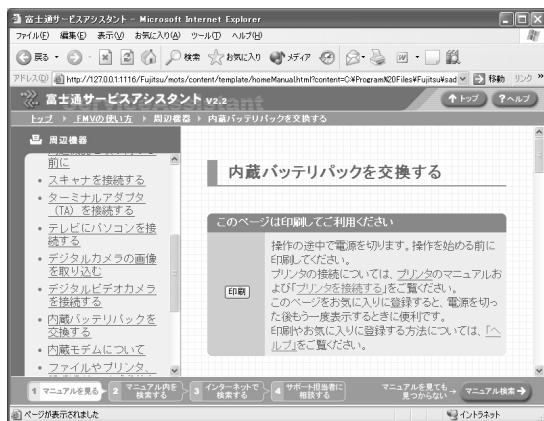 富士通サービスアシスタント - Microsoft Internet Explorer
ファイル(F) 編集(E) 表示(V) お気に入り(A) ツール(T) ヘルプ(H)
戻る 検索 お気に入り メディア
アドレス(D) http://127.0.0.1:1116/Fujitsu/mots/content/template/homeManual.html?content=C:¥Program%20Files¥Fujitsu¥sad 移動 リンク »
富士通サービスアシスタント V2.2 トップ ?ヘルプ
トップ ▶ FMVの使い方 ▶ 周辺機器 ▶ 内蔵バッテリパックを交換する
周辺機器
前に
・スキャナを接続する
・ターミナルアダプタ
(TA) を接続する
・テレビにパソコンを接
続する
・デジタルカメラの画像
を取り込む
・デジタルビデオカメラ
を接続する
・内蔵バッテリパックを
交換する
・内蔵モデムについて
・ファイルやプリンタ、
内蔵バッテリパックを交換する
このページは印刷してご利用ください
印刷
操作の途中で電源を切ります。操作を始める前に
印刷してください。
プリンタの接続については、プリンタのマニュアルお
よび「プリンタを接続する」をご覧ください。
このページをお気に入りに登録すると、電源を切っ
た後もう一度表示するときに便利です。
印刷やお気に入りに登録する方法については、「ヘ
ルプ」をご覧ください。
1 マニュアルを見る
2 マニュアル内を
検索する
3 インターネットで
検索する
4 サポート担当者に
相談する
マニュアルを見ても
見つからない→
マニュアル検索→
ページが表示されました イントラネット